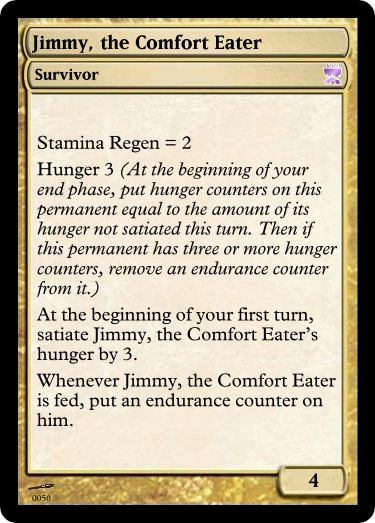 Jimmy, the Comfort Eater
Survivor
Stamina Regen = 2
Hunger 3 (At the beginning of your
end phase, put hunger counters on this
permanent equal to the amount of its
hunger not satiated this turn. Then if
this permanent has three or more hunger
counters, remove an endurance counter
from it.)
At the beginning of your first turn,
satiate Jimmy, the Comfort Eater's
hunger by 3.
Whenever Jimmy, the Comfort Eater
is fed, put an endurance counter on
him.
4
0050